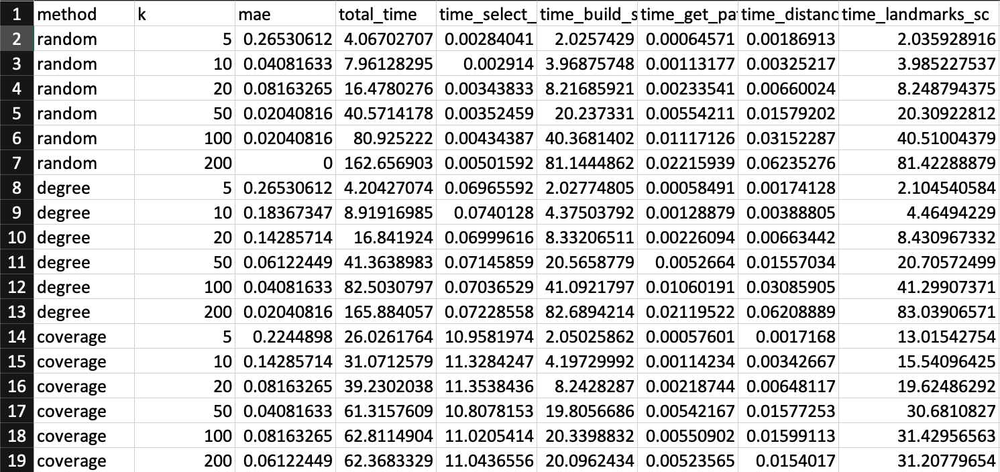 1 method k mae total_time time_select_ time_build_s time_get_pa time_distanc time_landmarks_sc
2 random 5 0.26530612 4.06702707 0.00284041 2.0257429 0.00064571 0.00186913 2.035928916
3 random 10 0.04081633 7.96128295 0.002914 3.96875748 0.00113177 0.00325217 3.985227537
4 random 20 0.08163265 16.4780276 0.00343833 8.21685921 0.00233541 0.00660024 8.248794375
5 random 50 0.02040816 40.5714178 0.00352459 20.237331 0.00554211 0.01579202 20.30922812
6 random 100 0.02040816 80.925222 0.00434387 40.3681402 0.01117126 0.03152287 40.51004379
7 random 200 0 162.656903 0.00501592 81.1444862 0.02215939 0.06235276 81.42288879
8 degree 5 0.26530612 4.20427074 0.06965592 2.02774805 0.00058491 0.00174128 2.104540584
9 degree 10 0.18367347 8.91916985 0.0740128 4.37503792 0.00128879 0.00388805 4.46494229
10 degree 20 0.14285714 16.841924 0.06999616 8.33206511 0.00226094 0.00663442 8.430967332
11 degree 50 0.06122449 41.3638983 0.07145859 20.5658779 0.0052664 0.01557034 20.70572499
12 degree 100 0.04081633 82.5030797 0.07036529 41.0921797 0.01060191 0.03085905 41.29907371
13 degree 200 0.02040816 165.884057 0.07228558 82.6894214 0.02119522 0.06208889 83.03906571
14 coverage 5 0.2244898 26.0261764 10.9581974 2.05025862 0.00057601 0.0017168 13.01542754
15 coverage 10 0.14285714 31.0712579 11.3284247 4.19729992 0.00114234 0.00342667 15.54096425
16 coverage 20 0.08163265 39.2302038 11.3538436 8.2428287 0.00218744 0.00648117 19.62486292
17 coverage 50 0.04081633 61.3157609 10.8078153 19.8056686 0.00542167 0.01577253 30.6810827
18 coverage 100 0.08163265 62.8114904 11.0205414 20.3398832 0.00550902 0.01599113 31.42956563
19 coverage 200 0.06122449 62.3683329 11.0436556 20.0962434 0.00523565 0.0154017 31.20779654